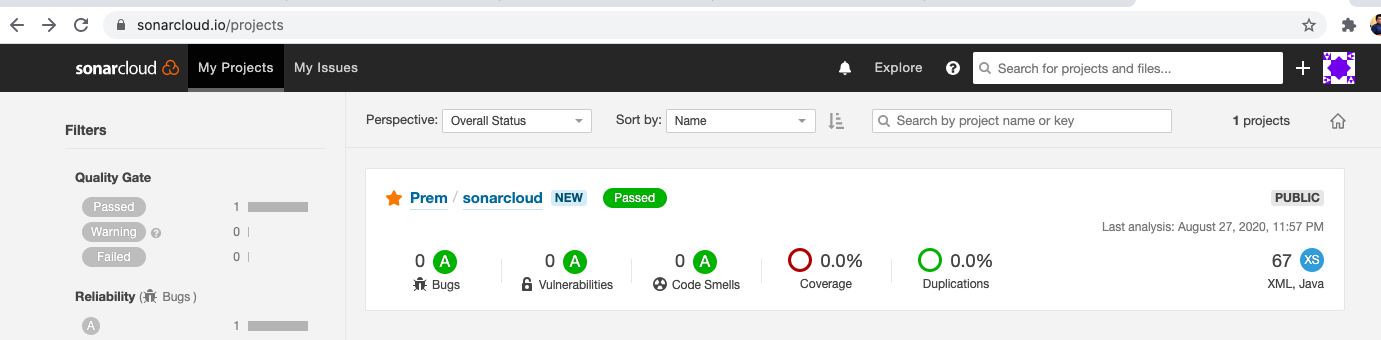 sonarcloud.io/projects
sonarcloud My Projects My Issues Explore ? Search for projects and files...
Filters
Perspective: Overall Status Sort by: Name Search by project name or key 1 projects
Quality Gate
Passed 1
Warning ? 0
Failed 0
Reliability ( Bugs )
A 1
Prem / sonarcloud NEW Passed PUBLIC
Last analysis: August 27, 2020, 11:57 PM
0 A 0 A 0 A 0.0% 0.0% 67 XS
Bugs Vulnerabilities Code Smells Coverage Duplications XML, Java